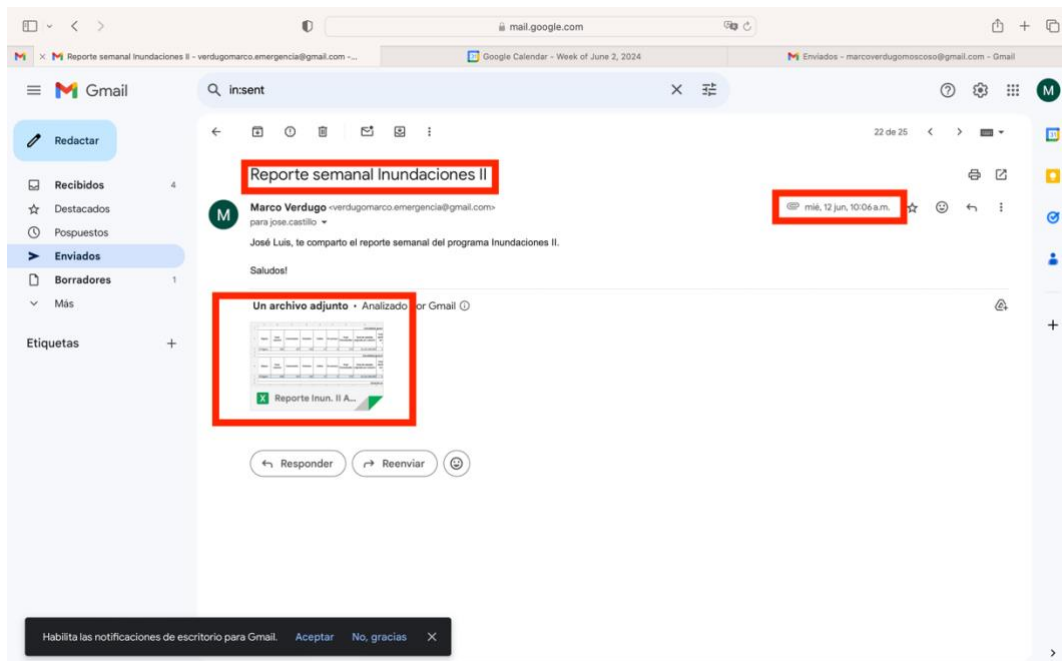 mail.google.com
Reporte semanal Inundaciones II - verdugomarco.emergencia@gmail.com -...
Google Calendar - Week of June 2, 2024
Enviados - marcoverdugomoscoso@gmail.com - Gmail
Gmail
in:sent
M
Redactar
22 de 25
Reporte semanal Inundaciones II
Recibidos 4
Destacados
Pospuestos
Enviados
Borradores 1
Más
Etiquetas
M
Marco Verdugo <verdugomarco.emergencia@gmail.com>
mié, 12 jun, 10:06 a.m.
para jose.castillo
José Luis, te comparto el reporte semanal del programa Inundaciones II.
Saludos!
Un archivo adjunto • Analizado por Gmail
Reporte Inun. II A...
Responder
Reenviar
Habilita las notificaciones de escritorio para Gmail. Aceptar No, gracias